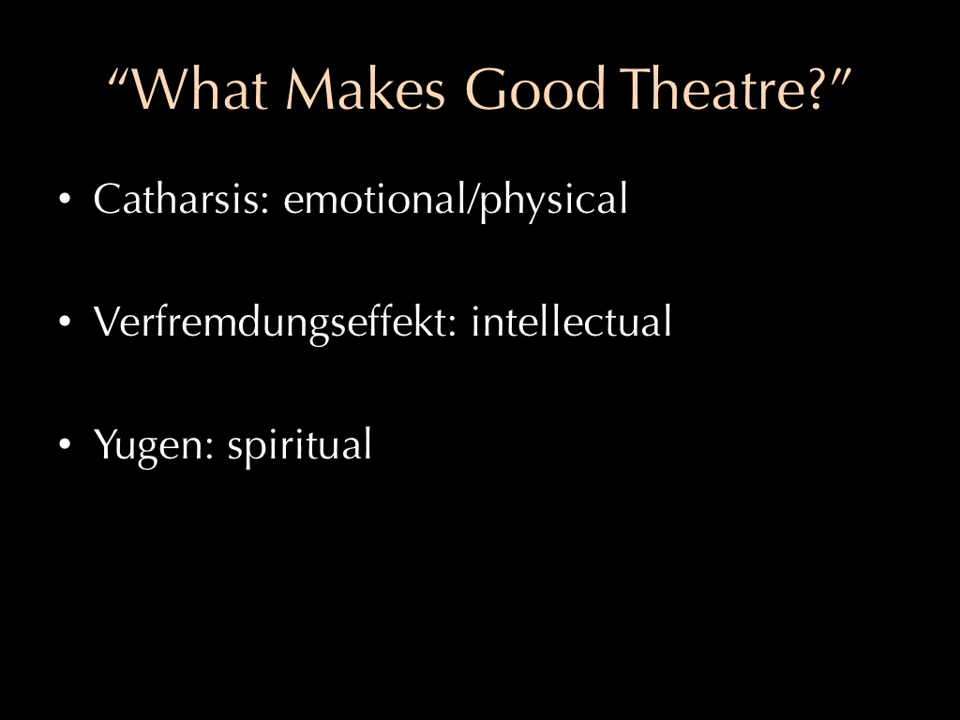 “What Makes Good Theatre?”
• Catharsis: emotional/physical
• Verfremdungseffekt: intellectual
• Yugen: spiritual